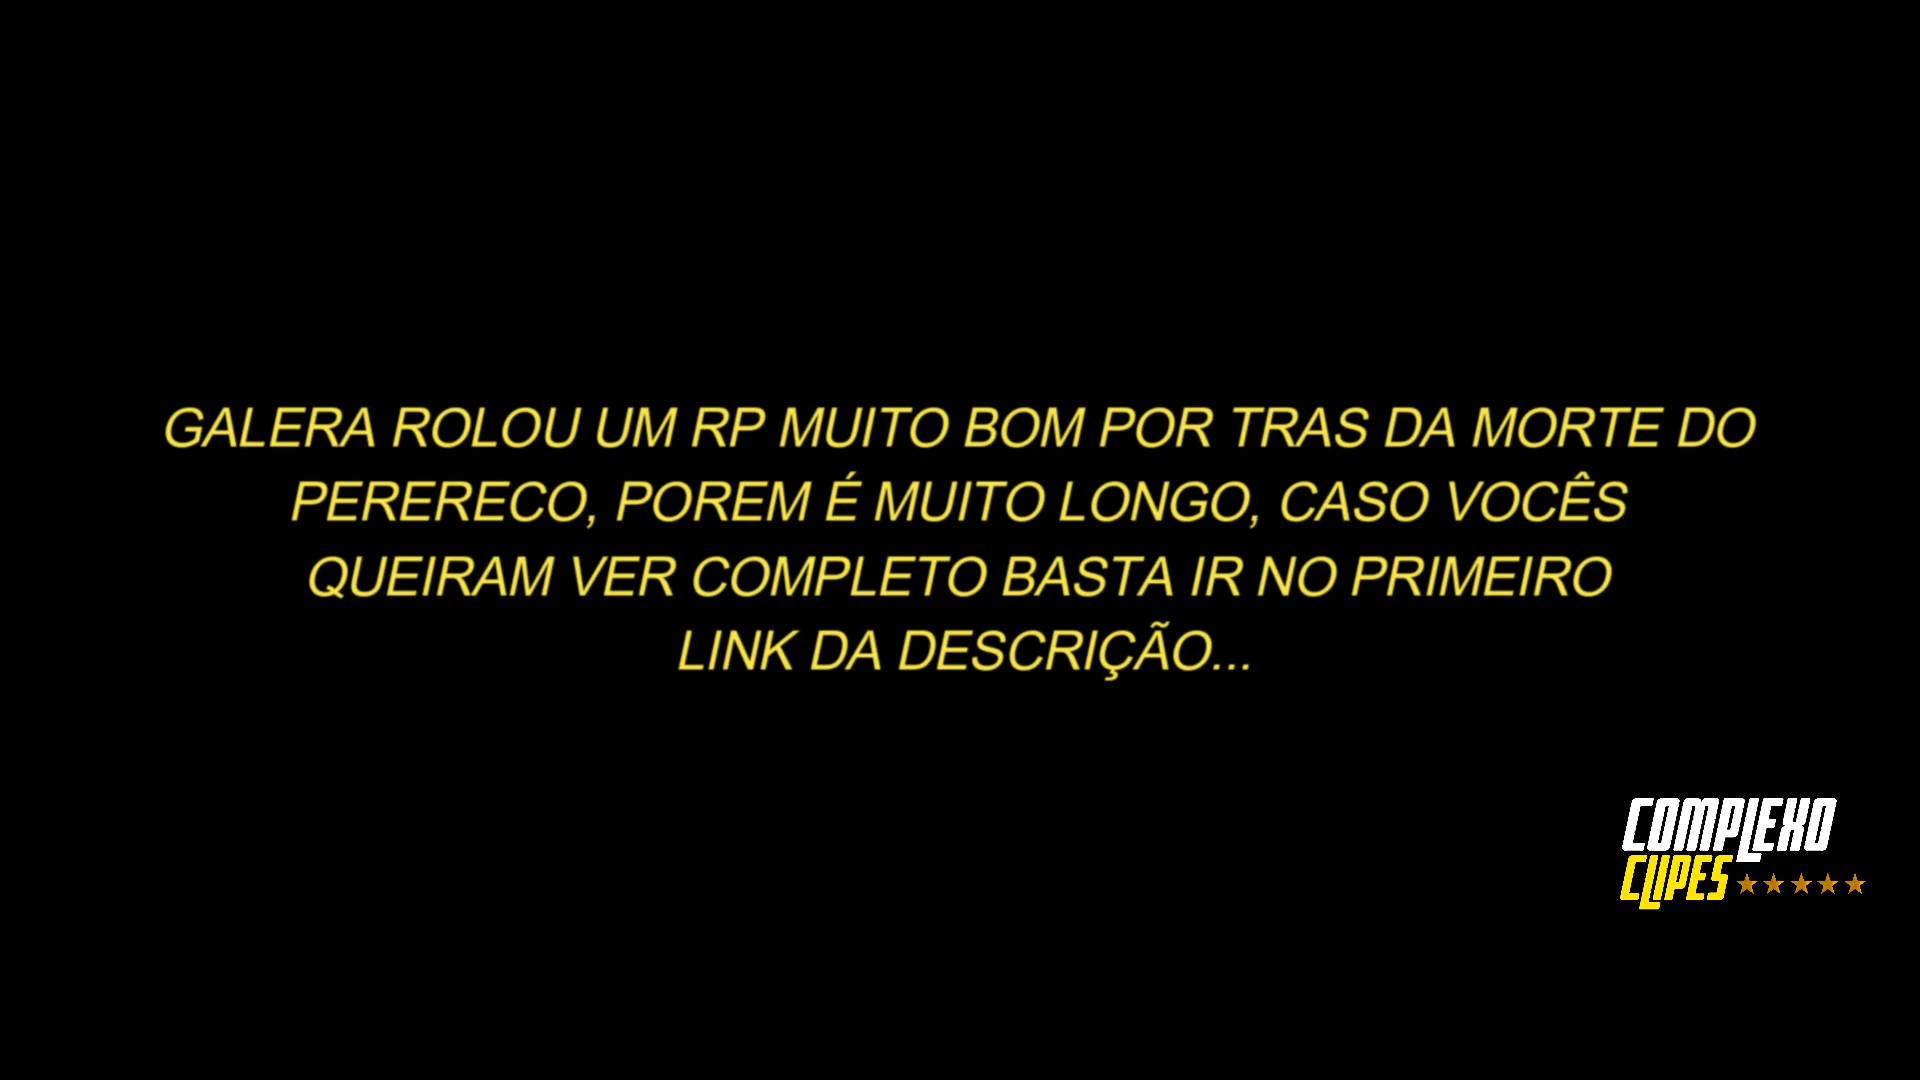 GALERA ROLOU UM RP MUITO BOM POR TRAS DA MORTE DO
PERERECO, POREM É MUITO LONGO, CASO VOCÊS
QUEIRAM VER COMPLETO BASTA IR NO PRIMEIRO
LINK DA DESCRIÇÃO...
COMPLEXO
CLIPES